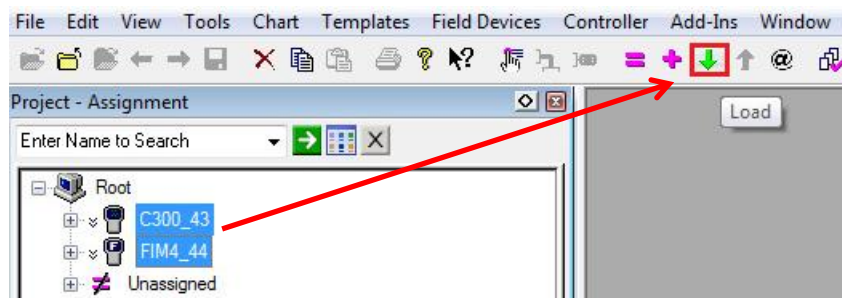 File Edit View Tools Chart Templates Field Devices Controller Add-Ins Window
Project - Assignment
Load
Enter Name to Search
Root
C300_43
FIM4_44
Unassigned